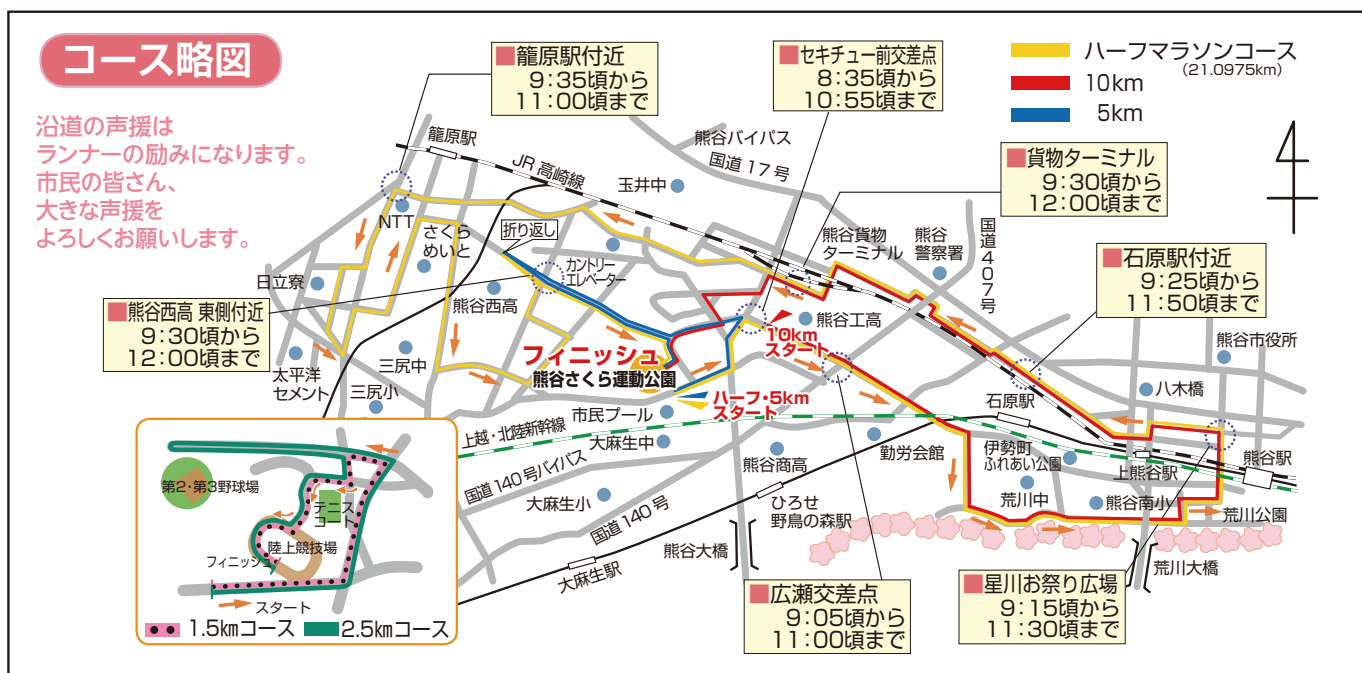 コース略図
沿道の声援は
ランナーの励みになります。
市民の皆さん、
大きな声援を
よろしくお願いします。
■籠原駅付近
9:35頃から
11:00頃まで
■セキチュー前交差点
8:35頃から
10:55頃まで
ハーフマラソンコース
(21.0975km)
10km
5km
■貨物ターミナル
9:30頃から
12:00頃まで
■石原駅付近
9:25頃から
11:50頃まで
■熊谷西高 東側付近
9:30頃から
12:00頃まで
■広瀬交差点
9:05頃から
11:00頃まで
■星川お祭り広場
9:15頃から
11:30頃まで
籠原駅
JR高崎線
熊谷バイパス
国道17号
玉井中
NTT
さくら
めいと
折り返し
カントリー
エレベーター
熊谷貨物
ターミナル
熊谷
警察署
国道407号
日立寮
熊谷西高
熊谷工高
10km
スタート
熊谷市役所
太平洋
セメント
三尻中
三尻小
フィニッシュ
熊谷さくら運動公園
ハーフ・5km
スタート
八木橋
石原駅
市民プール
上越・北陸新幹線
大麻生中
勤労会館
伊勢町
ふれあい公園
上熊谷駅
熊谷駅
国道140号バイパス
熊谷商高
大麻生小
国道140号
ひろせ
野鳥の森駅
荒川中
熊谷南小
荒川公園
熊谷大橋
大麻生駅
荒川大橋
第2・第3野球場
テニス
コート
陸上競技場
フィニッシュ
スタート
1.5kmコース
2.5kmコース